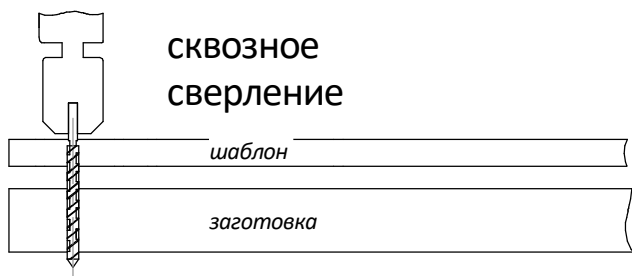 сквозное
сверление
шаблон
заготовка